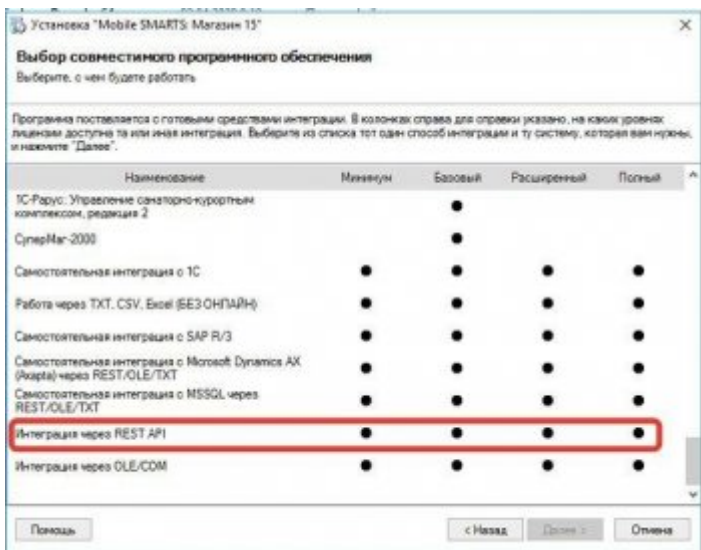 Установка "Mobile SMARTS: Магазин 15"
Выбор совместимого программного обеспечения
Выберите, с чем будете работать
Программа поставляется с готовыми средствами интеграции. В колонках справа для справки указано, на каких уровнях
лицензии доступна та или иная интеграция. Выберите из списка тот один способ интеграции и ту систему, которая вам нужны,
и нажмите "Далее".
Наименование Минимум Базовый Расширенный Полный
1С-Рарус: Управление санаторно-курортным
комплексом, редакция 2
СуперМаг-2000
Самостоятельная интеграция с 1С
Работа через TXT, CSV, Excel (БЕЗ ОНЛАЙН)
Самостоятельная интеграция с SAP R/3
Самостоятельная интеграция с Microsoft Dynamics AX
(Axapta) через REST/OLE/TXT
Самостоятельная интеграция с MSSQL через
REST/OLE/TXT
Интеграция через REST API
Интеграция через OLE/COM
Помощь < Назад Далее > Отмена